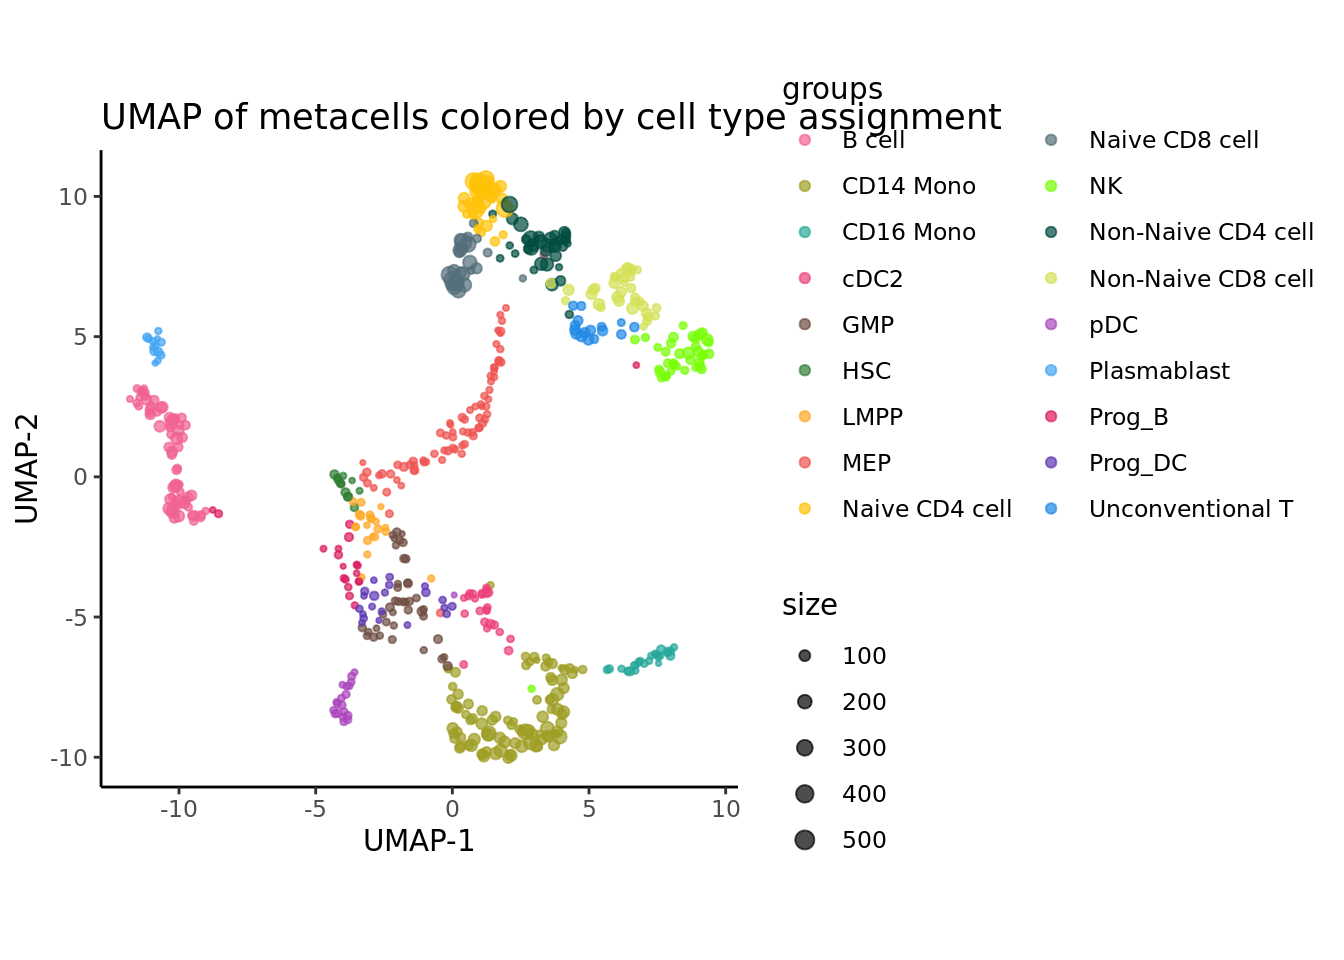 groups
UMAP of metacells colored by cell type assignment
B cell
CD14 Mono
CD16 Mono
cDC2
GMP
HSC
LMPP
MEP
Naive CD4 cell
Naive CD8 cell
NK
Non-Naive CD4 cell
Non-Naive CD8 cell
pDC
Plasmablast
Prog_B
Prog_DC
Unconventional T
size
100
200
300
400
500
UMAP-2
10
5
0
-5
-10
-10 -5 0 5 10
UMAP-1